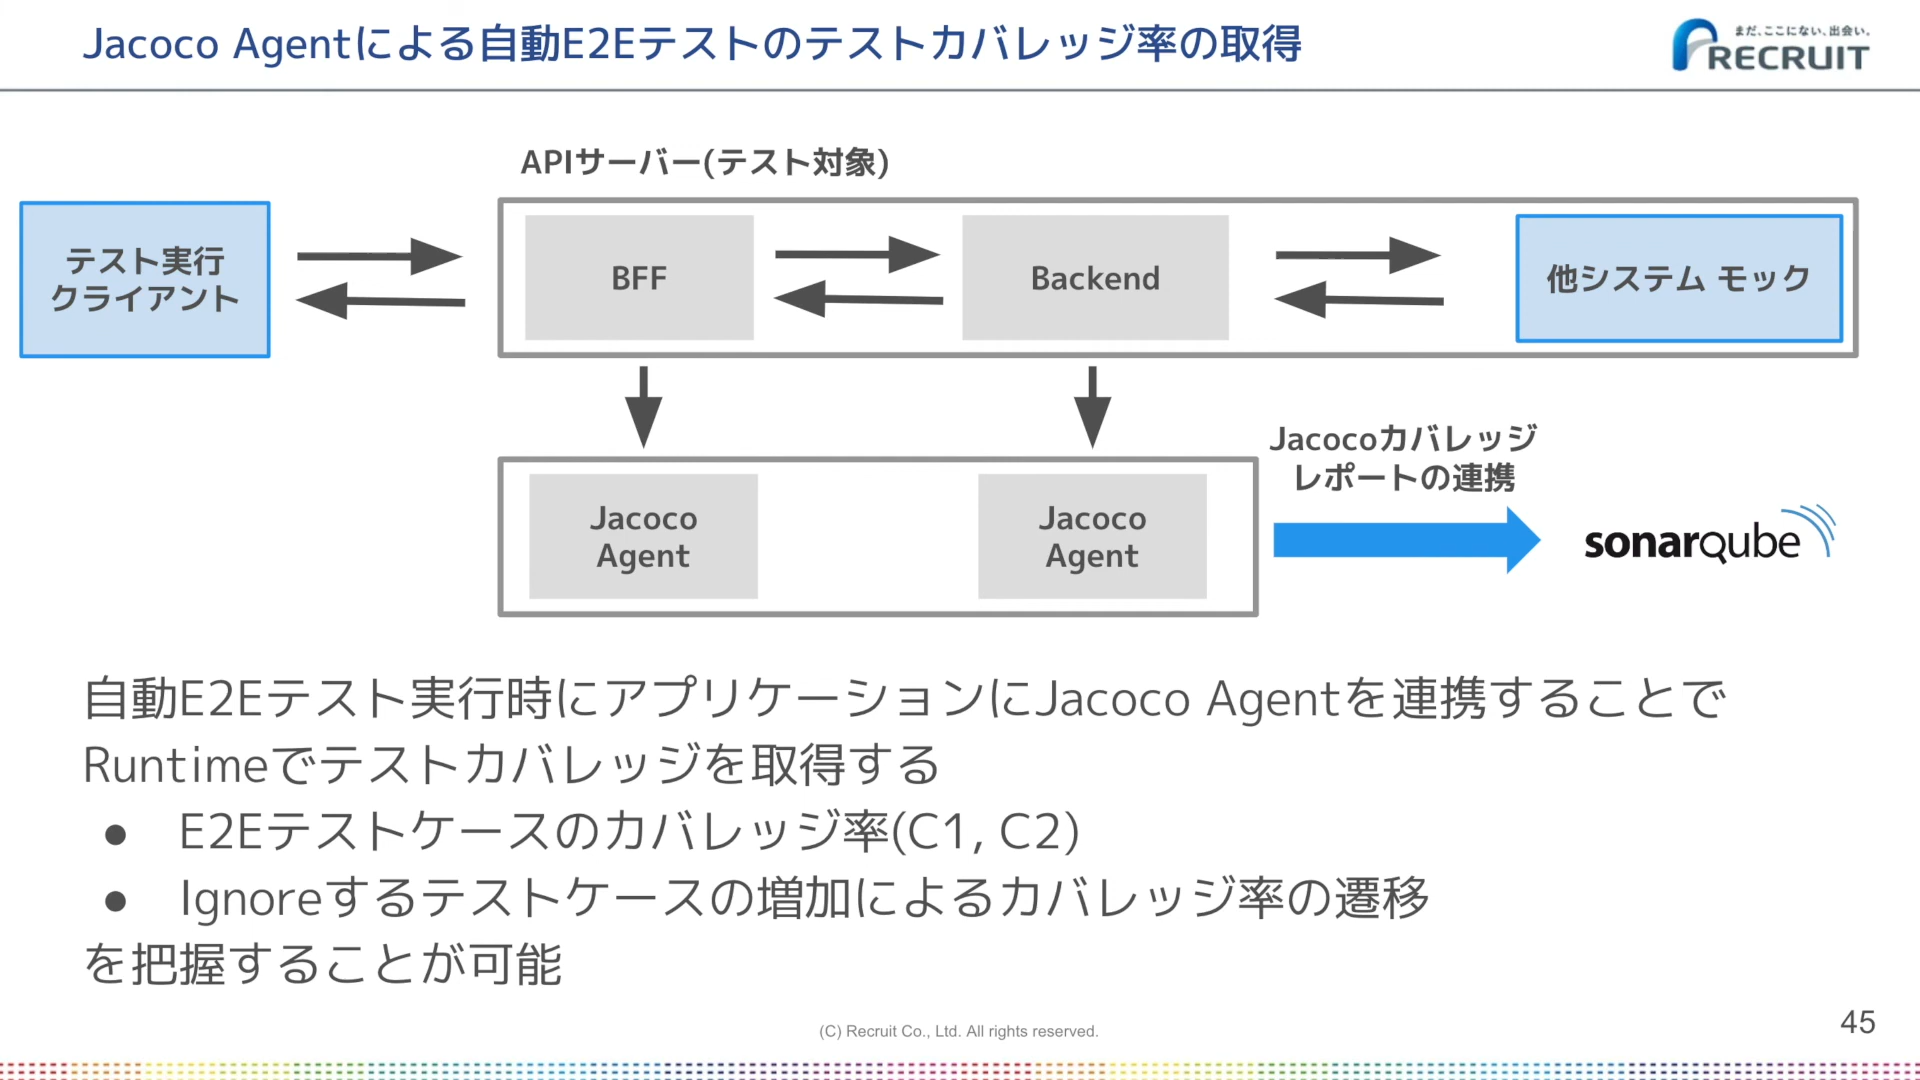 Jacoco Agentによる自動E2Eテストのテストカバレッジ率の取得
まだ、ここにない、出会い。
RECRUIT
APIサーバー(テスト対象)
テスト実行
クライアント
BFF
Backend
他システム モック
Jacoco
Agent
Jacoco
Agent
Jacocoカバレッジ
レポートの連携
sonarqube
自動E2Eテスト実行時にアプリケーションにJacoco Agentを連携することで
Runtimeでテストカバレッジを取得する
● E2Eテストケースのカバレッジ率(C1, C2)
● Ignoreするテストケースの増加によるカバレッジ率の遷移
を把握することが可能
(C) Recruit Co., Ltd. All rights reserved.
45